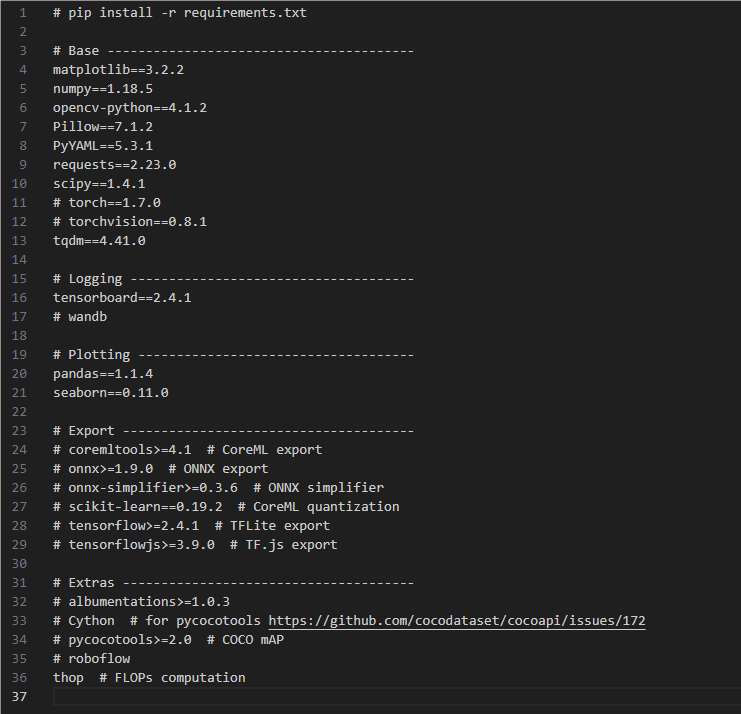 1 # pip install -r requirements.txt
2
3 # Base ----------------------------------------
4 matplotlib==3.2.2
5 numpy==1.18.5
6 opencv-python==4.1.2
7 Pillow==7.1.2
8 PyYAML==5.3.1
9 requests==2.23.0
10 scipy==1.4.1
11 # torch==1.7.0
12 # torchvision==0.8.1
13 tqdm==4.41.0
14
15 # Logging -------------------------------------
16 tensorboard==2.4.1
17 # wandb
18
19 # Plotting ------------------------------------
20 pandas==1.1.4
21 seaborn==0.11.0
22
23 # Export --------------------------------------
24 # coremltools>=4.1  # CoreML export
25 # onnx>=1.9.0  # ONNX export
26 # onnx-simplifier>=0.3.6  # ONNX simplifier
27 # scikit-learn==0.19.2  # CoreML quantization
28 # tensorflow>=2.4.1  # TFLite export
29 # tensorflowjs>=3.9.0  # TF.js export
30
31 # Extras --------------------------------------
32 # albumentations>=1.0.3
33 # Cython  # for pycocotools https://github.com/cocodataset/cocoapi/issues/172
34 # pycocotools>=2.0  # COCO mAP
35 # roboflow
36 thop  # FLOPs computation
37